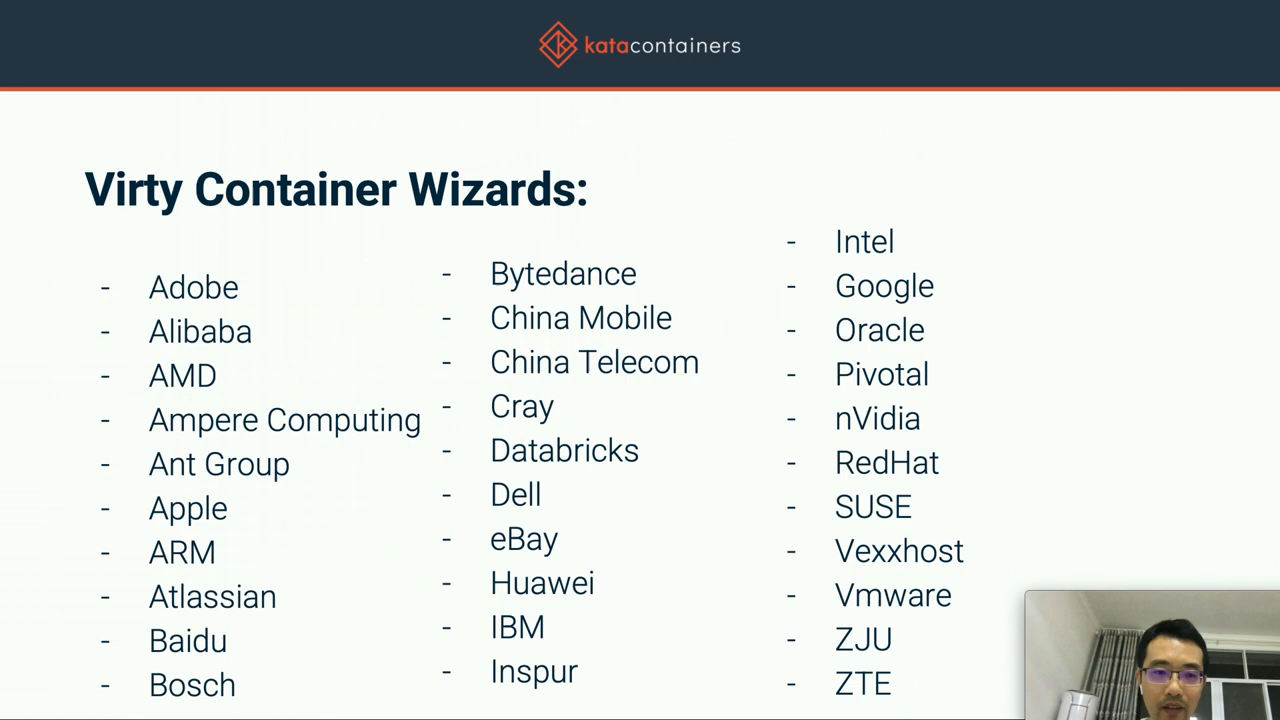 katacontainers
Virty Container Wizards:
- Adobe
- Alibaba
- AMD
- Ampere Computing
- Ant Group
- Apple
- ARM
- Atlassian
- Baidu
- Bosch
- Bytedance
- China Mobile
- China Telecom
- Cray
- Databricks
- Dell
- eBay
- Huawei
- IBM
- Inspur
- Intel
- Google
- Oracle
- Pivotal
- nVidia
- RedHat
- SUSE
- Vexxhost
- Vmware
- ZJU
- ZTE